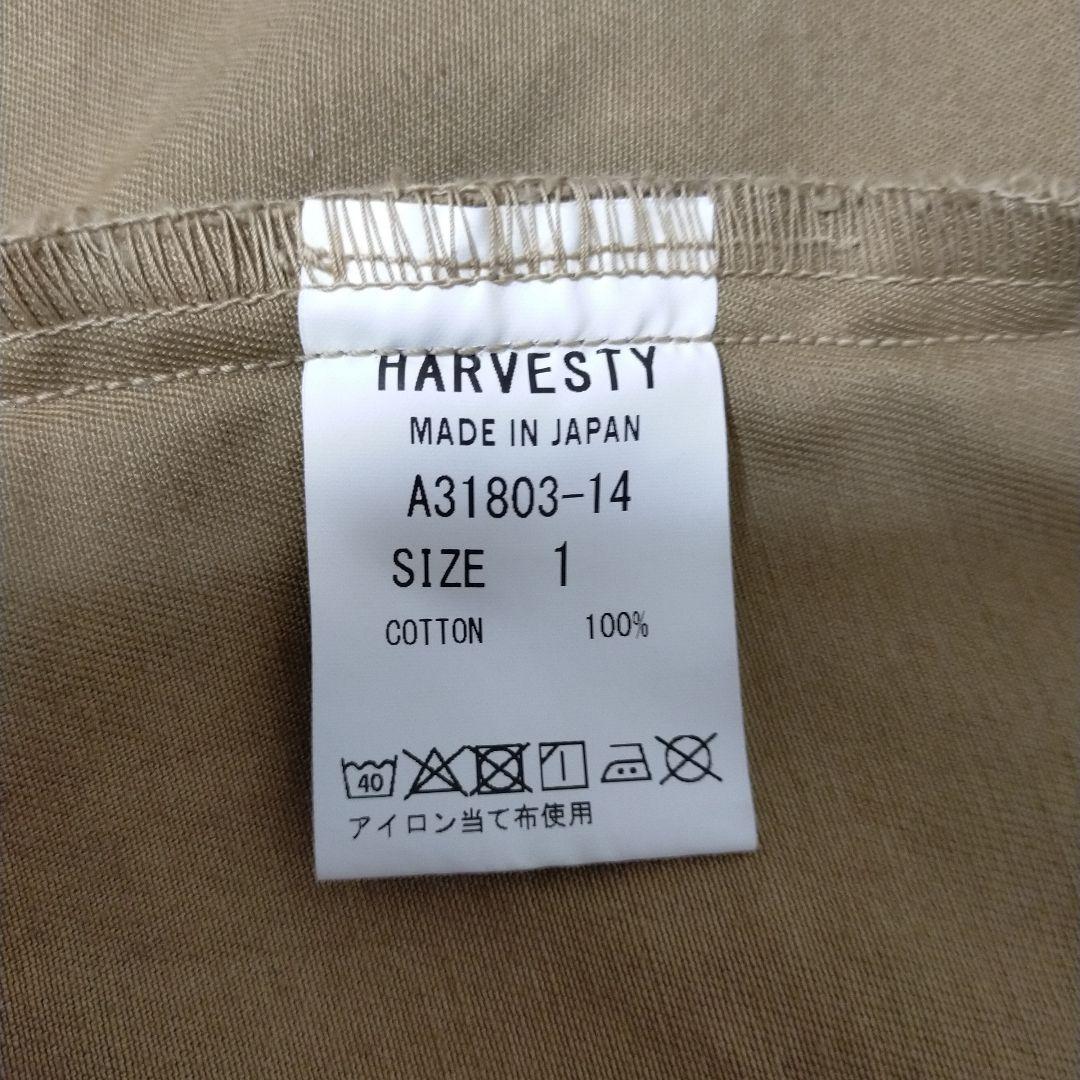 HARVESTY
MADE IN JAPAN
A31803-14
SIZE 1
COTTON 100%
40
アイロン当て布使用